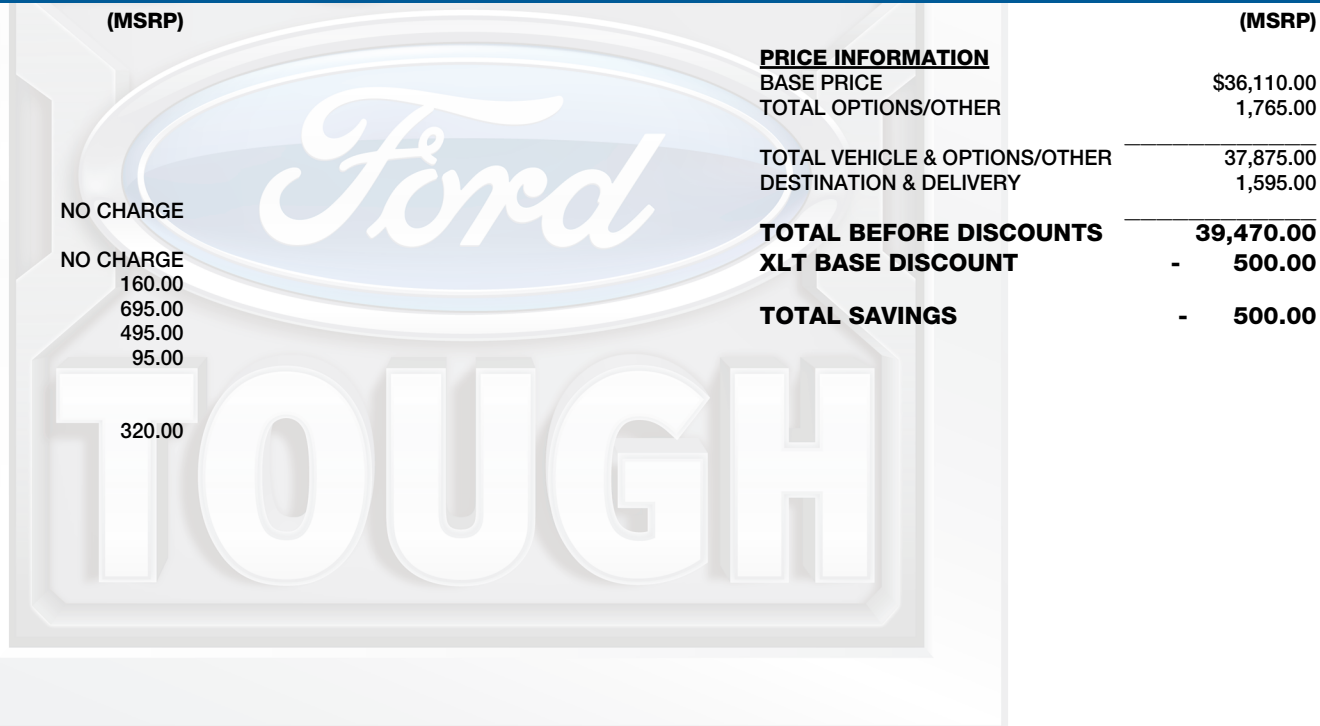 (MSRP)
NO CHARGE
NO CHARGE
160.00
695.00
495.00
95.00
320.00
(MSRP)
PRICE INFORMATION
BASE PRICE $36,110.00
TOTAL OPTIONS/OTHER 1,765.00
TOTAL VEHICLE & OPTIONS/OTHER 37,875.00
DESTINATION & DELIVERY 1,595.00
TOTAL BEFORE DISCOUNTS 39,470.00
XLT BASE DISCOUNT - 500.00
TOTAL SAVINGS - 500.00
Ford
TOUGH